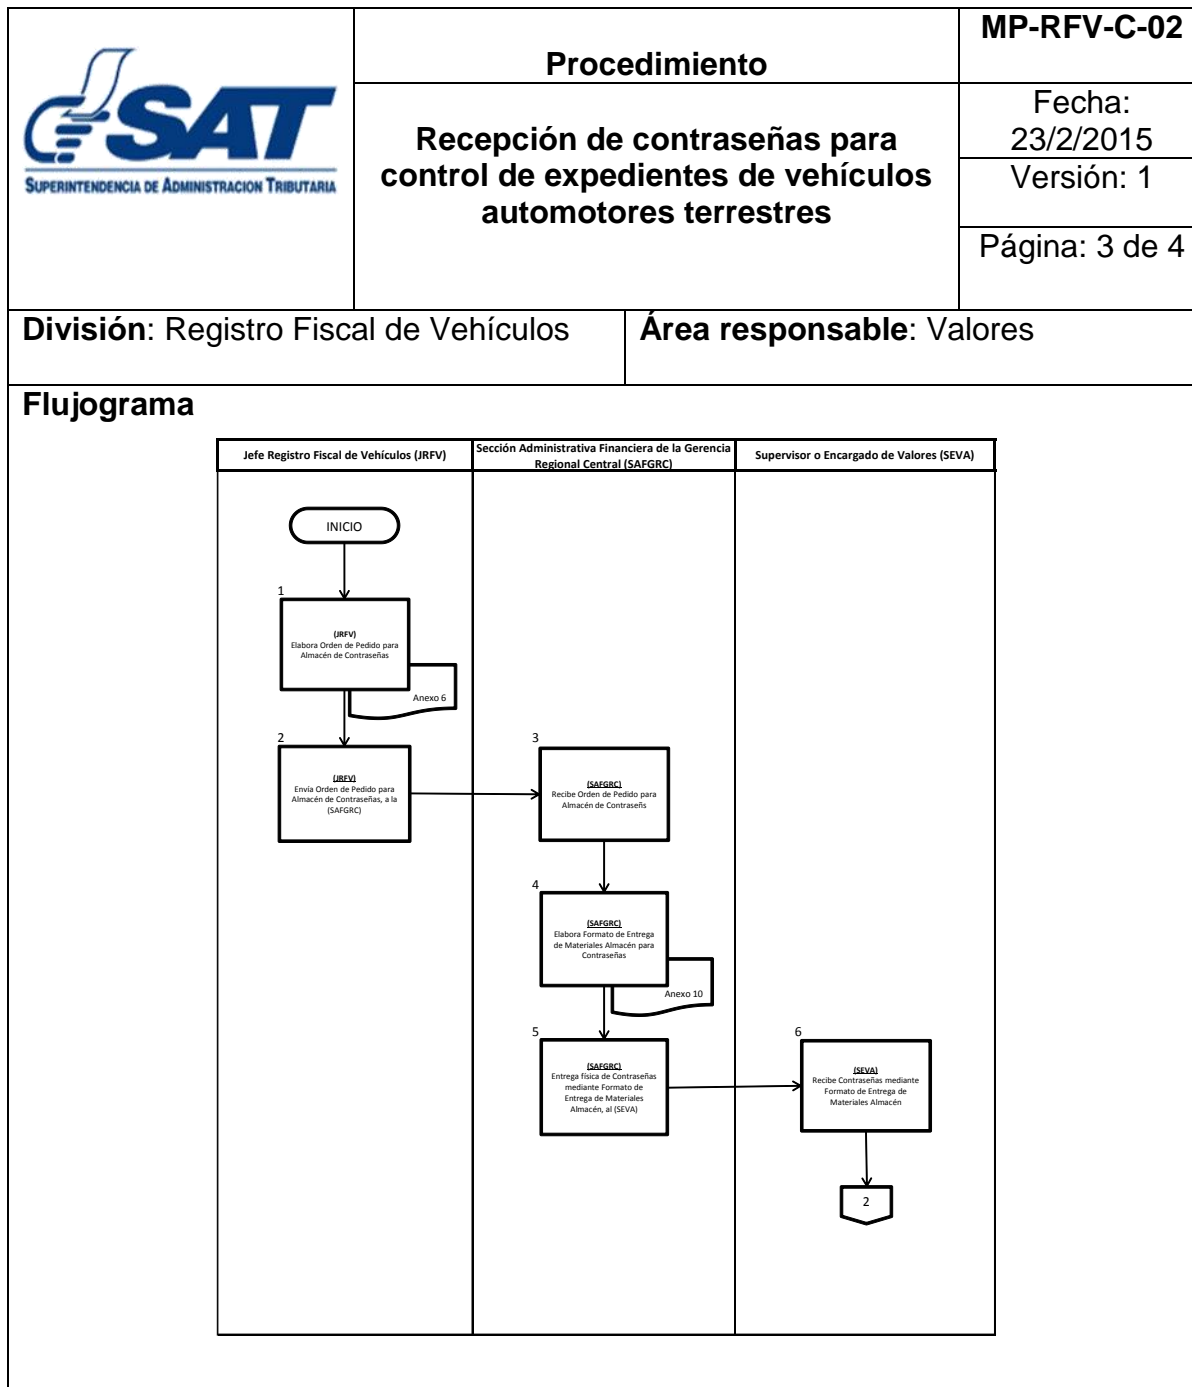 SAT
SUPERINTENDENCIA DE ADMINISTRACION TRIBUTARIA
Procedimiento
Recepción de contraseñas para
control de expedientes de vehículos
automotores terrestres
MP-RFV-C-02
Fecha:
23/2/2015
Versión: 1
Página: 3 de 4
División: Registro Fiscal de Vehículos
Área responsable: Valores
Flujograma
Jefe Registro Fiscal de Vehículos (JRFV)
Sección Administrativa Financiera de la Gerencia
Regional Central (SAFGRC)
Supervisor o Encargado de Valores (SEVA)
INICIO
1
(JRFV)
Elabora Orden de Pedido para
Almacén de Contraseñas
Anexo 6
2
(JRFV)
Envía Orden de Pedido para
Almacén de Contraseñas, a la
(SAFGRC)
3
(SAFGRC)
Recibe Orden de Pedido para
Almacén de Contraseñs
4
(SAFGRC)
Elabora Formato de Entrega
de Materiales Almacén para
Contraseñas
Anexo 10
5
(SAFGRC)
Entrega física de Contraseñas
mediante Formato de
Entrega de Materiales
Almacén, al (SEVA)
6
(SEVA)
Recibe Contraseñas mediante
Formato de Entrega de
Materiales Almacén
2